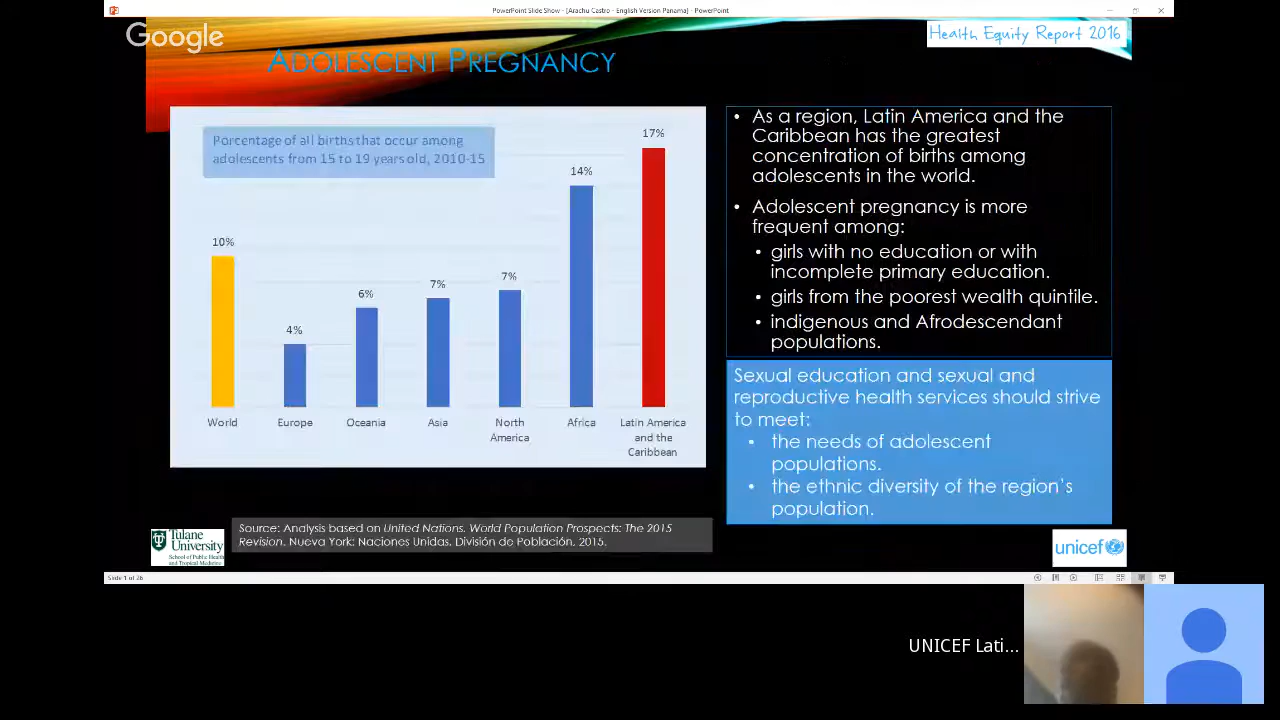 PowerPoint Slide Show - [Arachu Castro - English Version Panama] - PowerPoint
Google
Health Equity Report 2016
ADOLESCENT PREGNANCY
Percentage of all births that occur among
adolescents from 15 to 19 years old, 2010-15
10%
4%
6%
7%
7%
14%
17%
World
Europe
Oceania
Asia
North
America
Africa
Latin America
and the
Caribbean
• As a region, Latin America and the
Caribbean has the greatest
concentration of births among
adolescents in the world.
• Adolescent pregnancy is more
frequent among:
• girls with no education or with
incomplete primary education.
• girls from the poorest wealth quintile.
• indigenous and Afrodescendant
populations.
Sexual education and sexual and
reproductive health services should strive
to meet:
• the needs of adolescent
populations.
• the ethnic diversity of the region's
population.
Tulane
University
School of Public Health
and Tropical Medicine
Source: Analysis based on United Nations. World Population Prospects: The 2015
Revision. Nueva York: Naciones Unidas. División de Población, 2015.
unicef
Slide 1 of 26
UNICEF Lati...